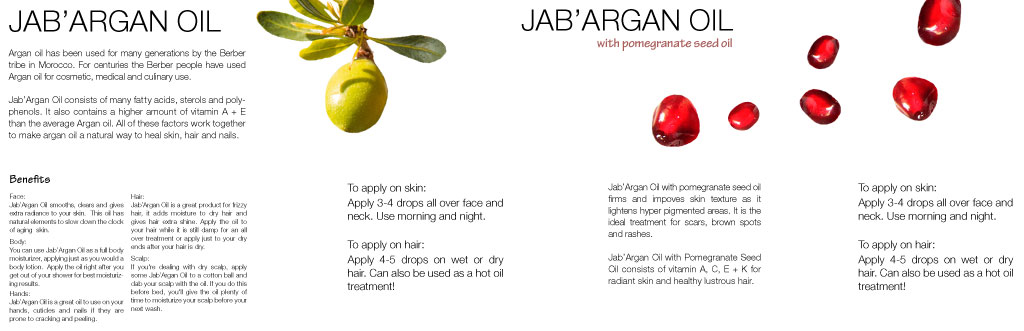 JAB'ARGAN OIL
Argan oil has been used for many generations by the Berber
tribe in Morocco. For centuries the Berber people have used
Argan oil for cosmetic, medical and culinary use.
Jab'Argan Oil consists of many fatty acids, sterols and poly-
phenols. It also contains a higher amount of vitamin A + E
than the average Argan oil. All of these factors work together
to make argan oil a natural way to heal skin, hair and nails.
Benefits
Face:
Jab'Argan Oil smooths, clears and gives
extra radiance to your skin. This oil has
natural elements to slow down the clock
of aging skin.
Body:
You can use Jab'Argan Oil as a full body
moisturizer, applying just as you would a
body lotion. Apply the oil right after you
get out of your shower for best moisturiz-
ing results.
Hands:
Jab'Argan Oil is a great oil to use on your
hands, cuticles and nails if they are
prone to cracking and peeling.
Hair:
Jab'Argan Oil is a great product for frizzy
hair, it adds moisture to dry hair and
gives hair extra shine. Apply the oil to
your hair while it is still damp for an all
over treatment or apply just to your dry
ends after your hair is dry.
Scalp:
If you're dealing with dry scalp, apply
some Jab'Argan Oil to a cotton ball and
dab your scalp with the oil. If you do this
before bed, you'll give the oil plenty of
time to moisturize your scalp before your
next wash.
To apply on skin:
Apply 3-4 drops all over face and
neck. Use morning and night.
To apply on hair:
Apply 4-5 drops on wet or dry
hair. Can also be used as a hot oil
treatment!
JAB'ARGAN OIL
with pomegranate seed oil
Jab'Argan Oil with pomegranate seed oil
firms and impoves skin texture as it
lightens hyper pigmented areas. It is the
ideal treatment for scars, brown spots
and rashes.
Jab'Argan Oil with Pomegranate Seed
Oil consists of vitamin A, C, E + K for
radiant skin and healthy lustrous hair.
To apply on skin:
Apply 3-4 drops all over face and
neck. Use morning and night.
To apply on hair:
Apply 4-5 drops on wet or dry
hair. Can also be used as a hot oil
treatment!